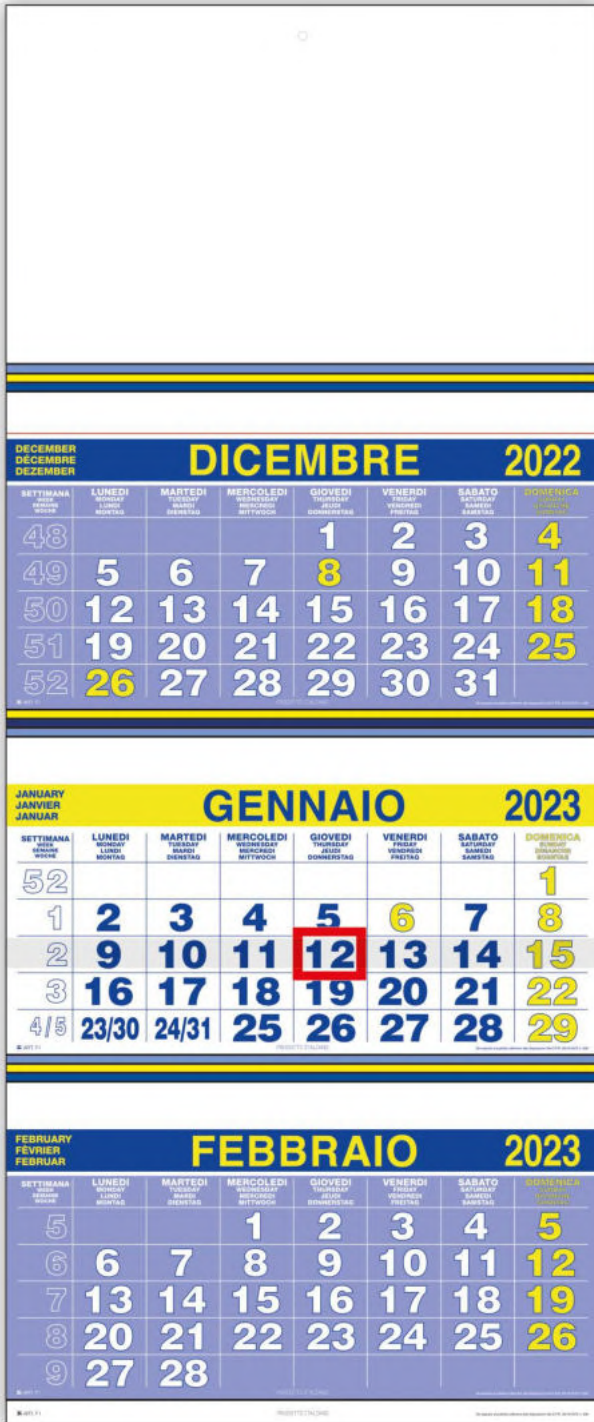 DECEMBER
DÉCEMBRE
DEZEMBER
DICEMBRE 2022
SETTIMANA LUNEDI MARTEDI MERCOLEDI GIOVEDI VENERDI SABATO DOMENICA
WEEK MONDAY TUESDAY WEDNESDAY THURSDAY FRIDAY SATURDAY
SEMAINE LUNDI MARDI MERCREDI JEUDI VENDREDI SAMEDI
WOCHE MONTAG DIENSTAG MITTWOCH DONNERSTAG FREITAG SAMSTAG
48 1 2 3 4
49 5 6 7 8 9 10 11
50 12 13 14 15 16 17 18
51 19 20 21 22 23 24 25
52 26 27 28 29 30 31
JANUARY
JANVIER
JANUAR
GENNAIO 2023
SETTIMANA LUNEDI MARTEDI MERCOLEDI GIOVEDI VENERDI SABATO DOMENICA
WEEK MONDAY TUESDAY WEDNESDAY THURSDAY FRIDAY SATURDAY SUNDAY
SEMAINE LUNDI MARDI MERCREDI JEUDI VENDREDI SAMEDI DIMANCHE
WOCHE MONTAG DIENSTAG MITTWOCH DONNERSTAG FREITAG SAMSTAG SONNTAG
52 1
1 2 3 4 5 6 7 8
2 9 10 11 12 13 14 15
3 16 17 18 19 20 21 22
4/5 23/30 24/31 25 26 27 28 29
FEBRUARY
FÉVRIER
FEBRUAR
FEBBRAIO 2023
SETTIMANA LUNEDI MARTEDI MERCOLEDI GIOVEDI VENERDI SABATO DOMENICA
WEEK MONDAY TUESDAY WEDNESDAY THURSDAY FRIDAY SATURDAY
SEMAINE LUNDI MARDI MERCREDI JEUDI VENDREDI SAMEDI
WOCHE MONTAG DIENSTAG MITTWOCH DONNERSTAG FREITAG SAMSTAG
5 1 2 3 4 5
6 6 7 8 9 10 11 12
7 13 14 15 16 17 18 19
8 20 21 22 23 24 25 26
9 27 28